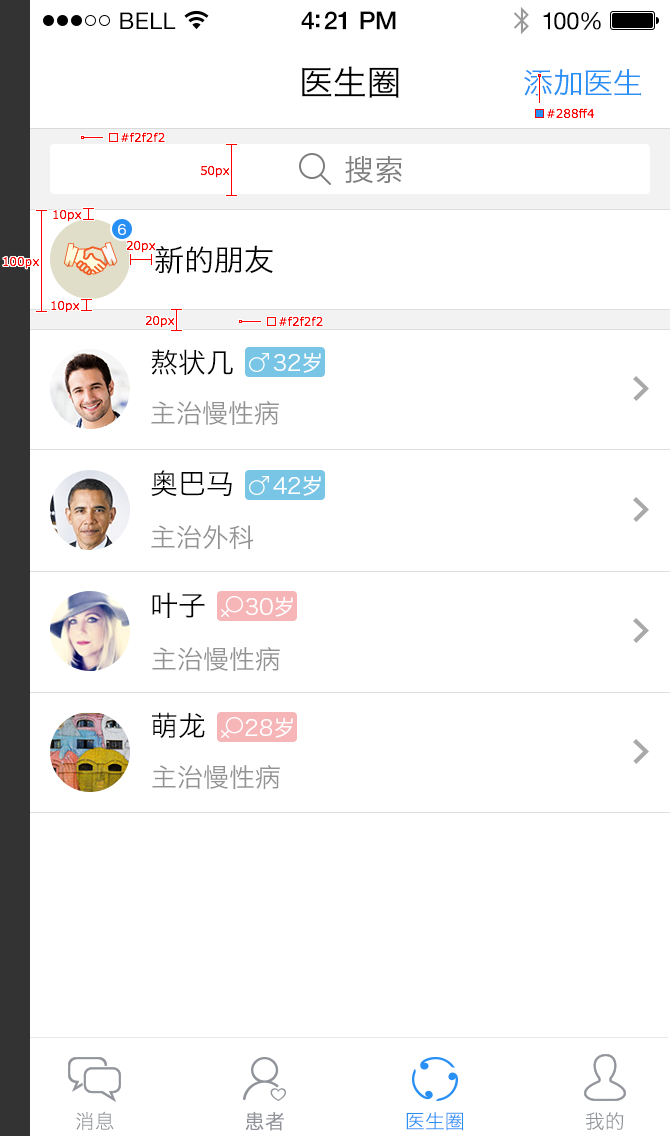 BELL 4:21 PM 100%
医生圈 添加医生
#288ff4
#f2f2f2
50px 搜索
10px
6
20px
100px 新的朋友
10px
20px #f2f2f2
熬状几 32岁
主治慢性病
奥巴马 42岁
主治外科
叶子 30岁
主治慢性病
萌龙 28岁
主治慢性病
消息 患者 医生圈 我的